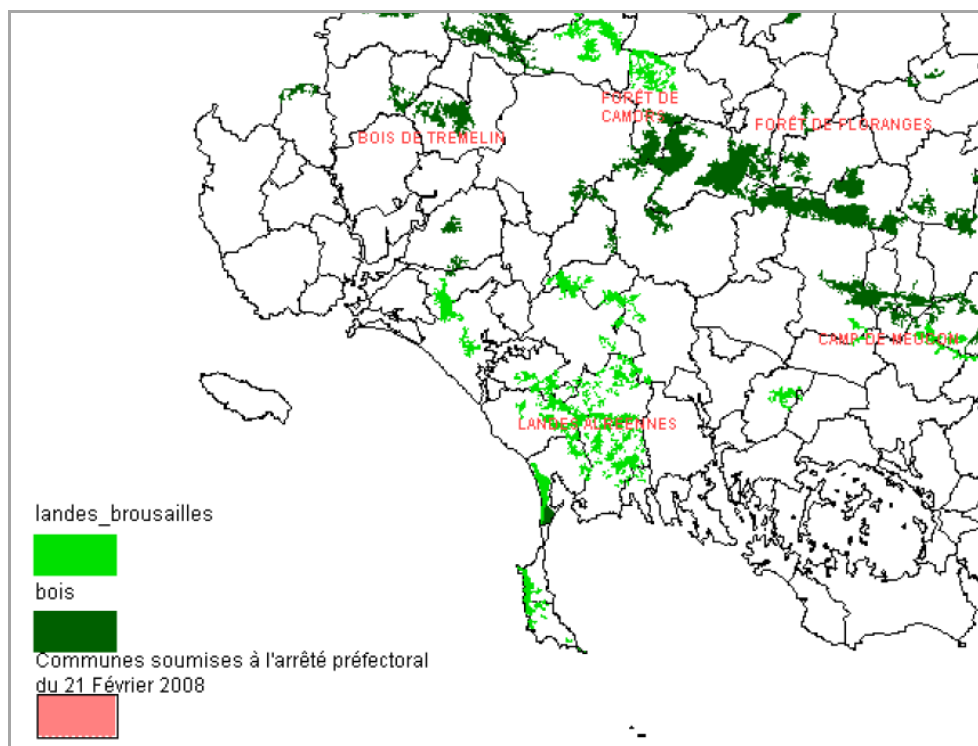 FORÊT DE
CAMORS
FORÊT DE FLORANGES
BOIS DE TREMELIN
CAMP DE MEUCON
LANDES ALREENNES
landes_brousailles
bois
Communes soumises à l'arrêté préfectoral
du 21 Février 2008